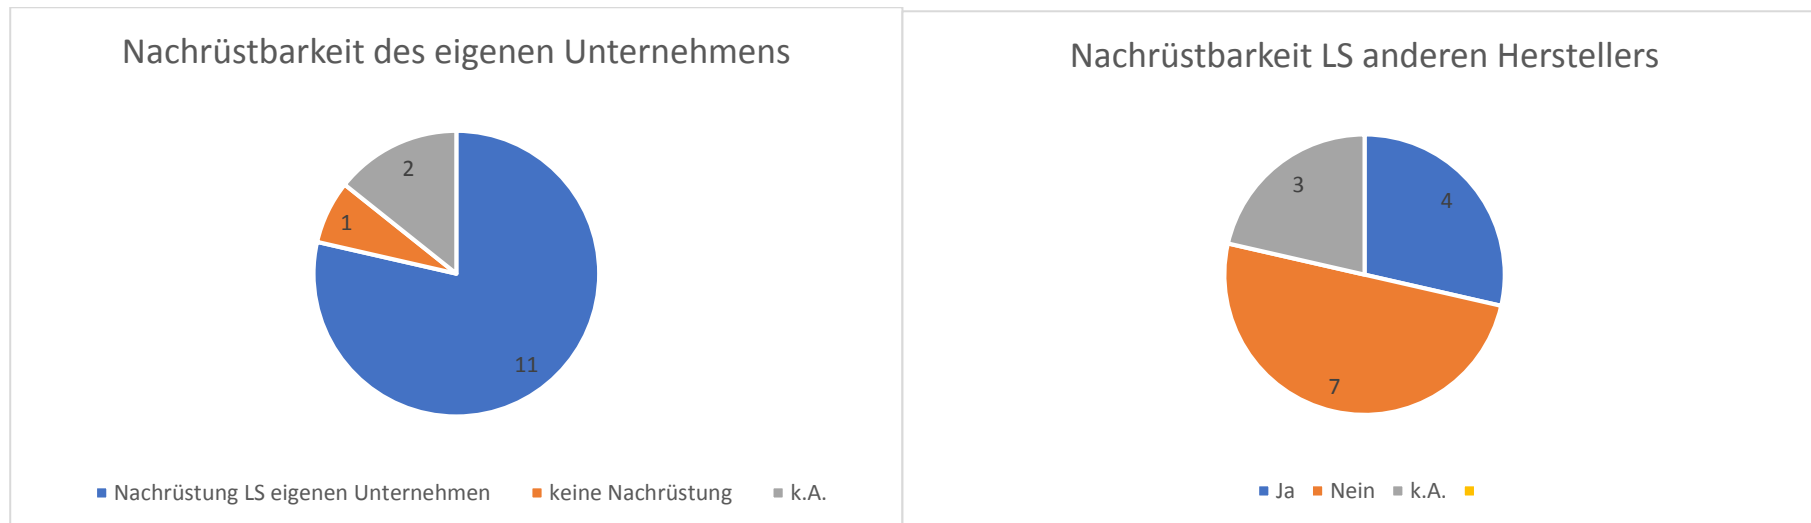 Nachrüstbarkeit des eigenen Unternehmens
2
1
11
Nachrüstung LS eigenen Unternehmen keine Nachrüstung k.A.
Nachrüstbarkeit LS anderen Herstellers
3
4
7
Ja Nein k.A.